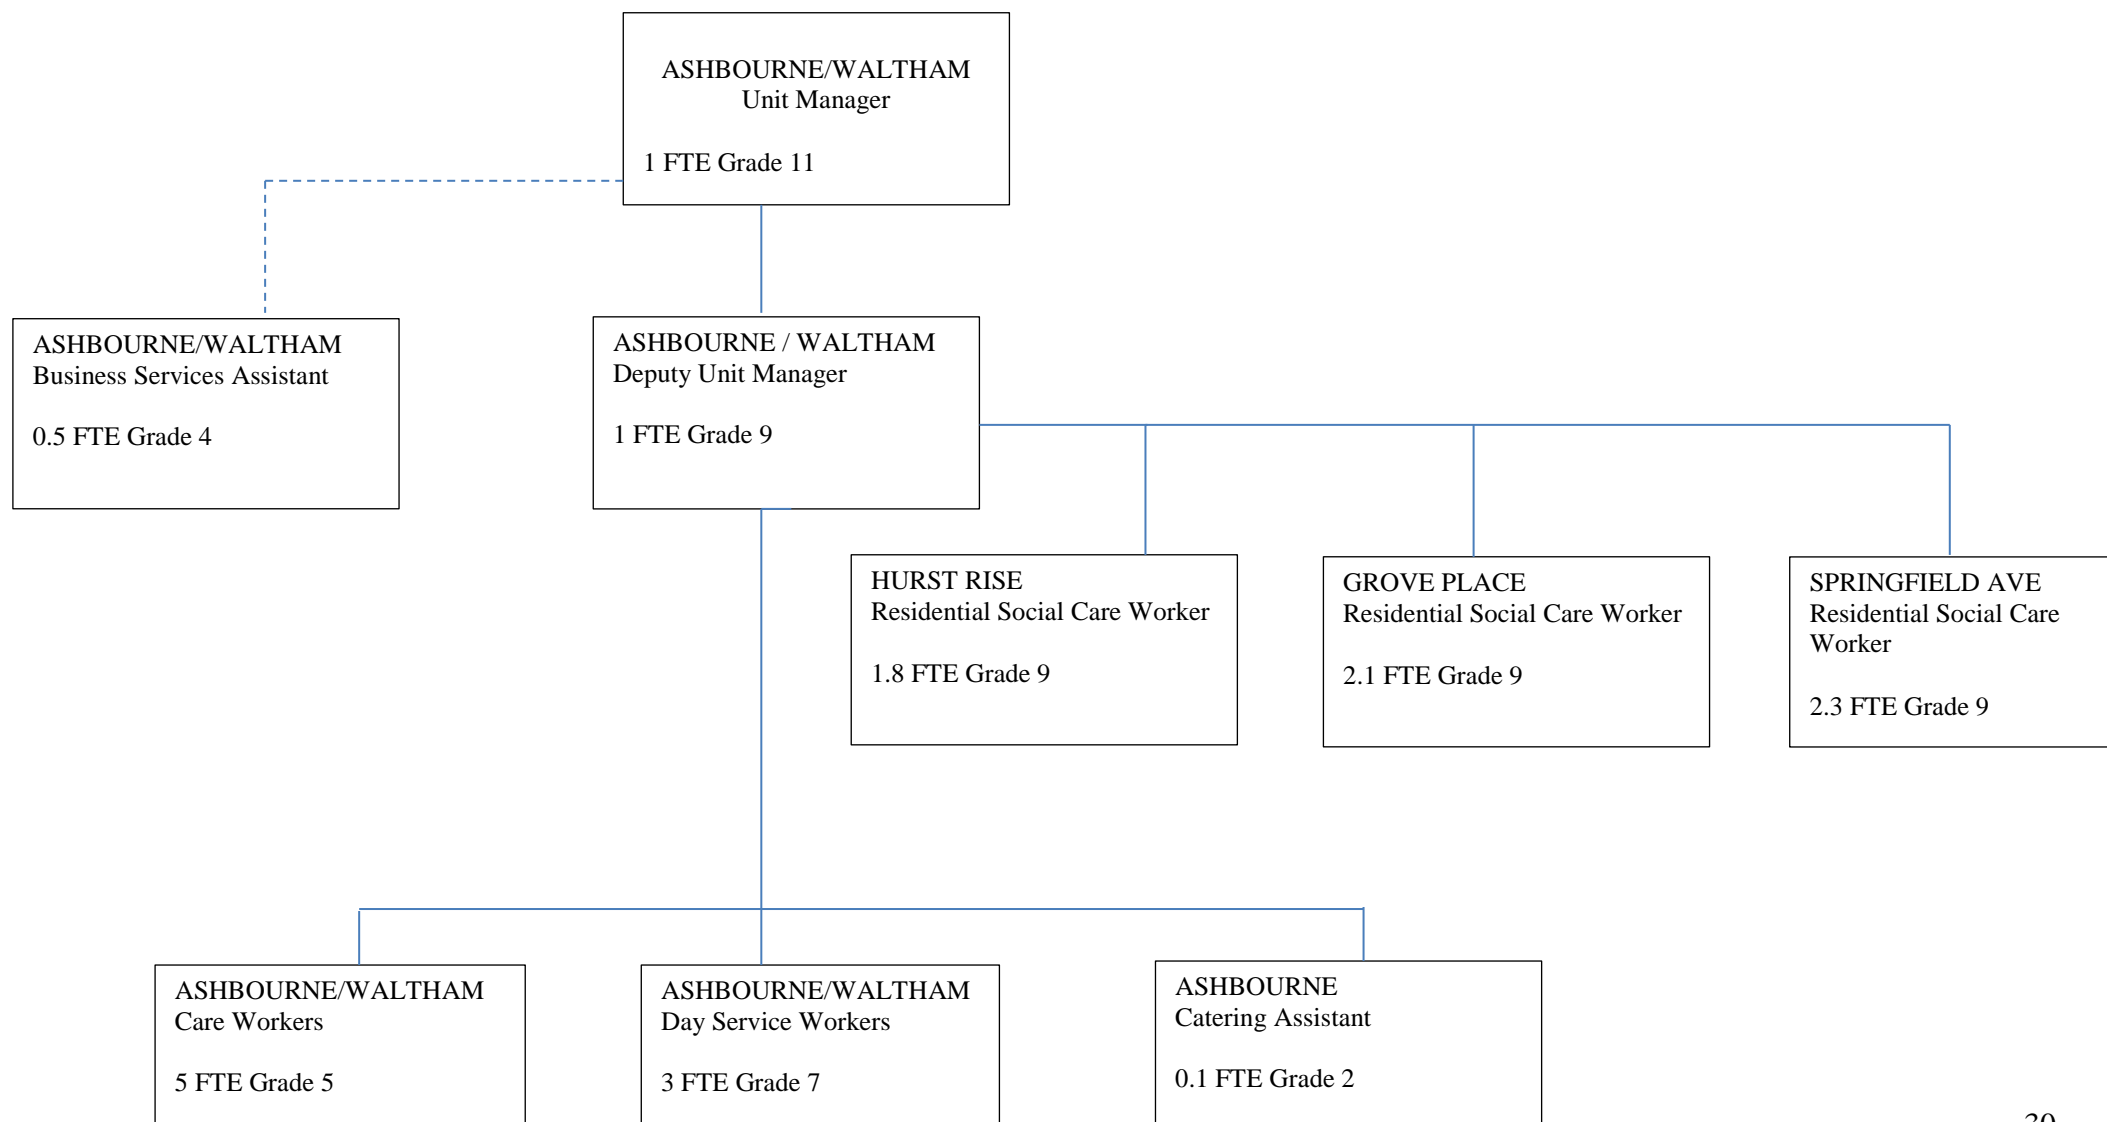 ASHBOURNE/WALTHAM
Unit Manager
1 FTE Grade 11
ASHBOURNE/WALTHAM
Business Services Assistant
0.5 FTE Grade 4
ASHBOURNE / WALTHAM
Deputy Unit Manager
1 FTE Grade 9
HURST RISE
Residential Social Care Worker
1.8 FTE Grade 9
GROVE PLACE
Residential Social Care Worker
2.1 FTE Grade 9
SPRINGFIELD AVE
Residential Social Care
Worker
2.3 FTE Grade 9
ASHBOURNE/WALTHAM
Care Workers
5 FTE Grade 5
ASHBOURNE/WALTHAM
Day Service Workers
3 FTE Grade 7
ASHBOURNE
Catering Assistant
0.1 FTE Grade 2